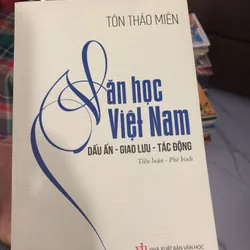 TÔN THẢO MIÊN
Văn học
Việt Nam
DẤU ẤN - GIAO LƯU - TÁC ĐỘNG
Tiểu luận - Phê bình
vh NHÀ XUẤT BẢN VĂN HỌC